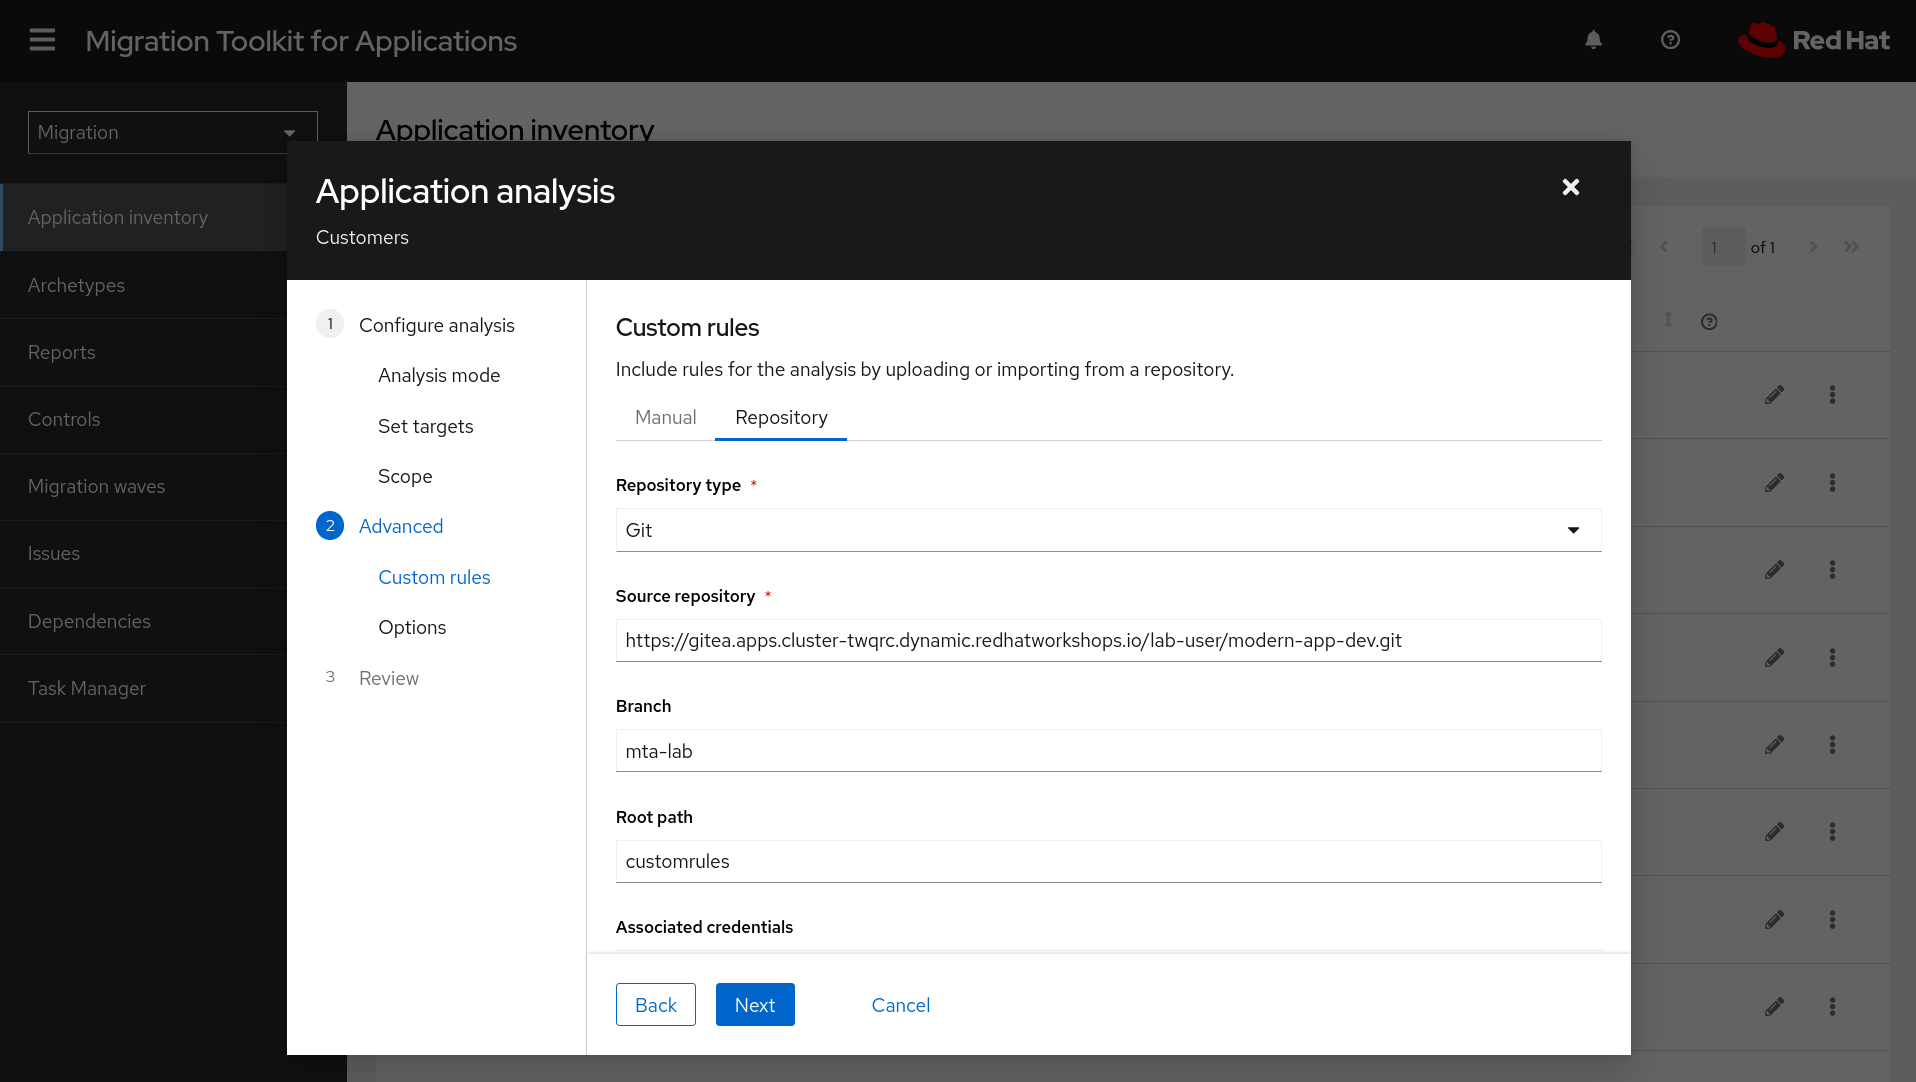 Migration Toolkit for Applications
Red Hat
Migration
Application inventory
Application inventory
Archetypes
Reports
Controls
Migration waves
Issues
Dependencies
Task Manager
1 of 1
Application analysis
Customers
1 Configure analysis
Analysis mode
Set targets
Scope
2 Advanced
Custom rules
Options
3 Review
Custom rules
Include rules for the analysis by uploading or importing from a repository.
Manual Repository
Repository type *
Git
Source repository *
https://gitea.apps.cluster-twqrc.dynamic.redhatworkshops.io/lab-user/modern-app-dev.git
Branch
mta-lab
Root path
customrules
Associated credentials
Back Next Cancel